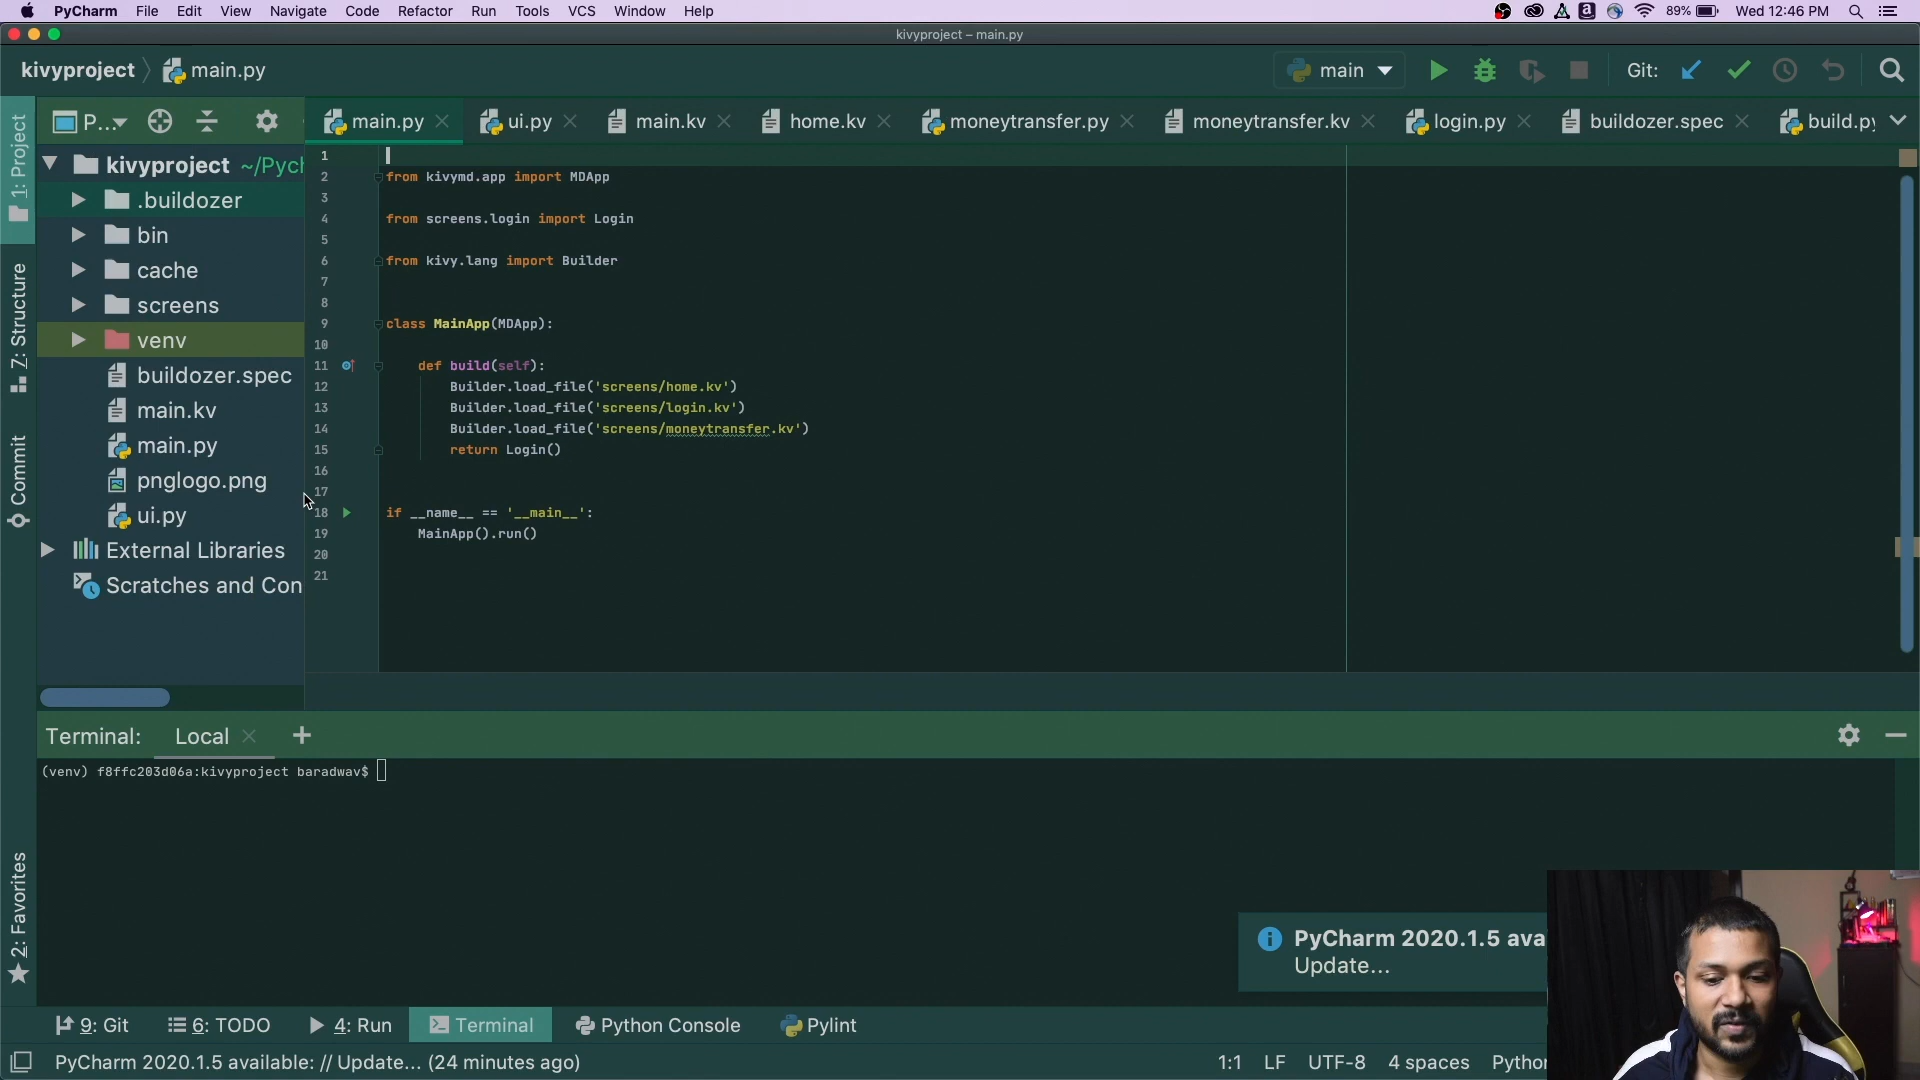 PyCharm File Edit View Navigate Code Refactor Run Tools VCS Window Help
89% Wed 12:46 PM
kivyproject – main.py
kivyproject main.py
main
Git:
P...
main.py ui.py main.kv home.kv moneytransfer.py moneytransfer.kv login.py buildozer.spec build.py
1: Project
7: Structure
Commit
2: Favorites
kivyproject ~/Pych
.buildozer
bin
cache
screens
venv
buildozer.spec
main.kv
main.py
pnglogo.png
ui.py
External Libraries
Scratches and Con
1
2 from kivymd.app import MDApp
3
4 from screens.login import Login
5
6 from kivy.lang import Builder
7
8
9 class MainApp(MDApp):
10
11 def build(self):
12 Builder.load_file('screens/home.kv')
13 Builder.load_file('screens/login.kv')
14 Builder.load_file('screens/moneytransfer.kv')
15 return Login()
16
17
18 if __name__ == '__main__':
19 MainApp().run()
20
21
Terminal: Local
(venv) f8ffc203d06a:kivyproject baradwav$
PyCharm 2020.1.5 ava
Update...
9: Git 6: TODO 4: Run Terminal Python Console Pylint
PyCharm 2020.1.5 available: // Update... (24 minutes ago)
1:1 LF UTF-8 4 spaces Python